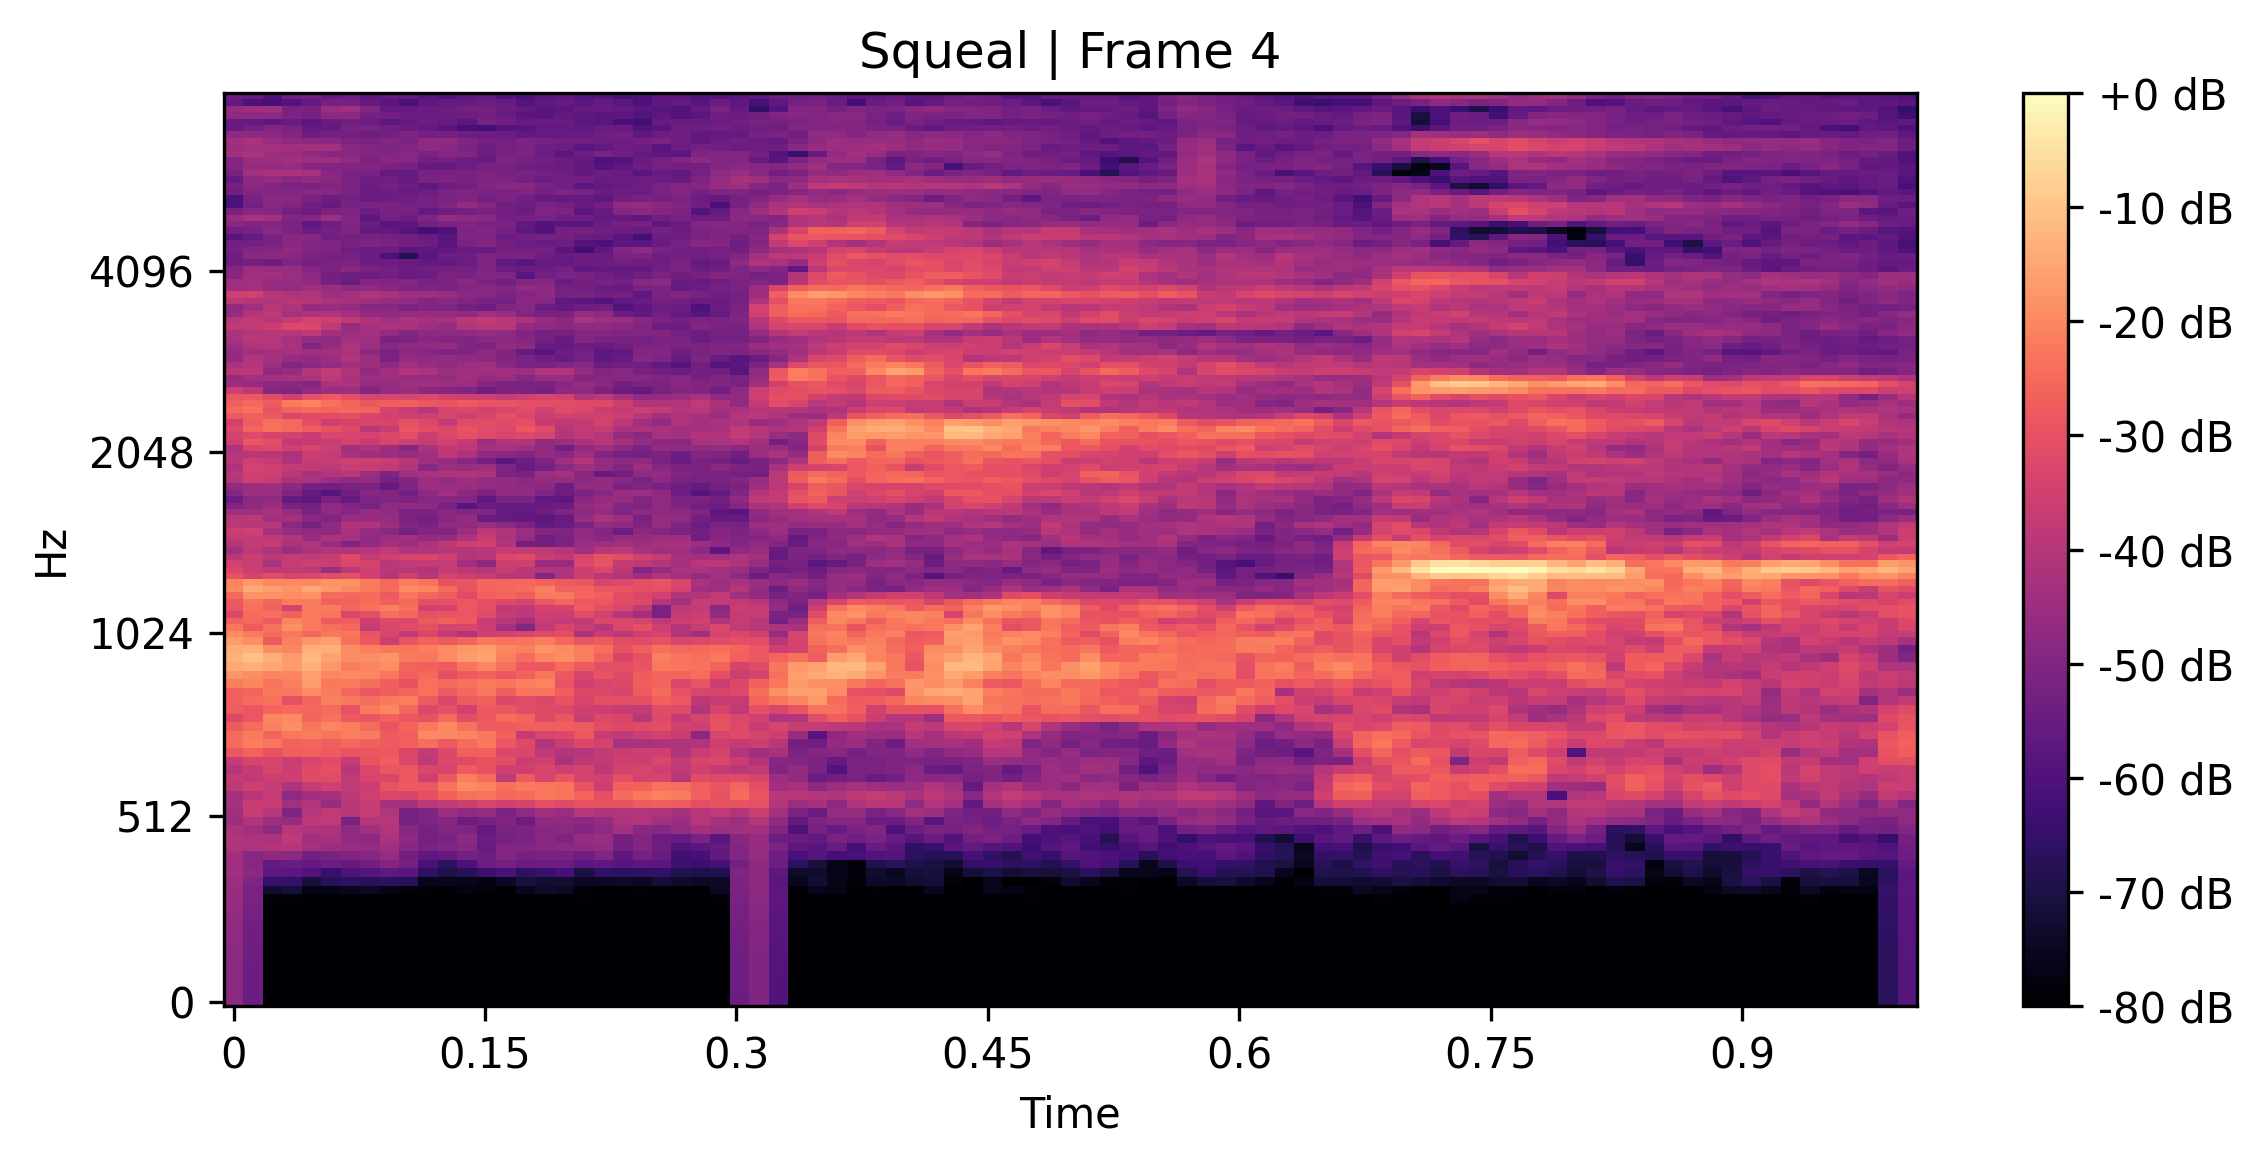 Squeal | Frame 4
Hz
4096
2048
1024
512
0
0 0.15 0.3 0.45 0.6 0.75 0.9
Time
+0 dB
-10 dB
-20 dB
-30 dB
-40 dB
-50 dB
-60 dB
-70 dB
-80 dB